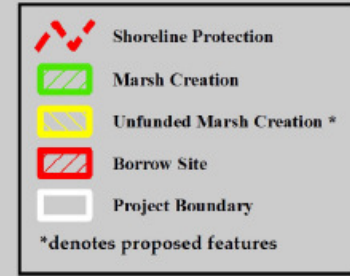 Shoreline Protection
Marsh Creation
Unfunded Marsh Creation *
Borrow Site
Project Boundary
*denotes proposed features